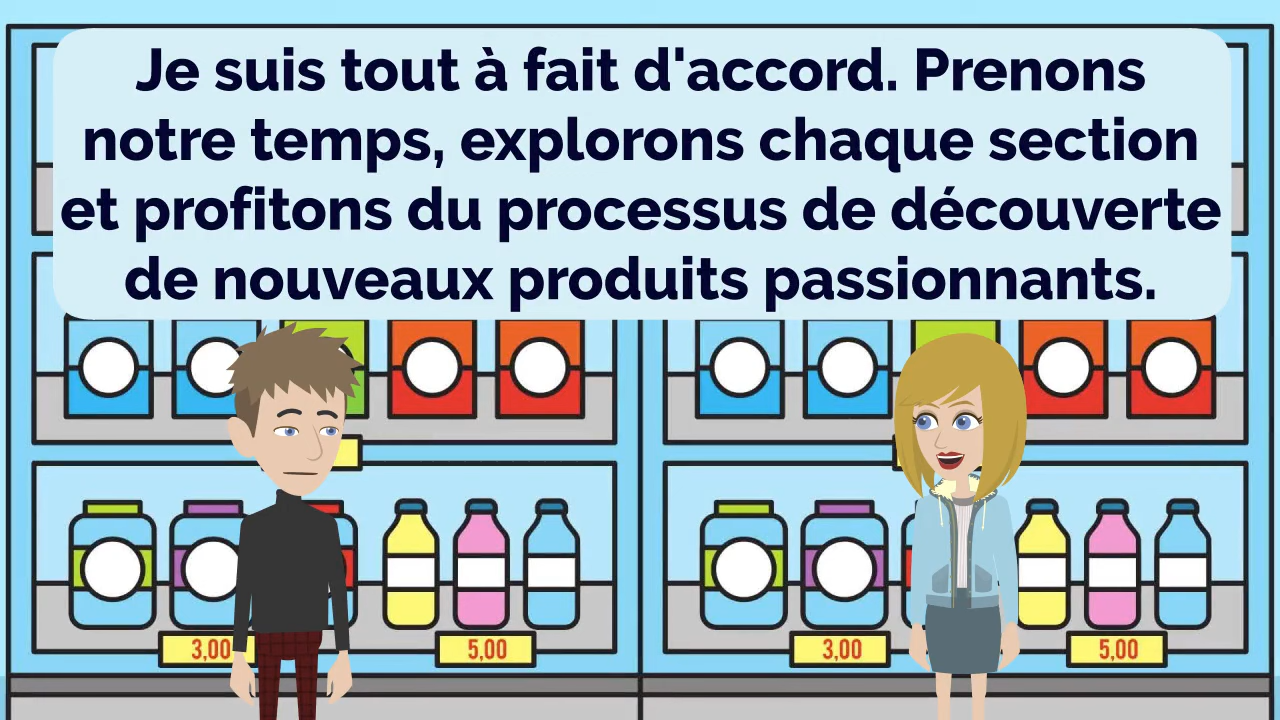 Je suis tout à fait d'accord. Prenons
notre temps, explorons chaque section
et profitons du processus de découverte
de nouveaux produits passionnants.
3,00
5,00
3,00
5,00